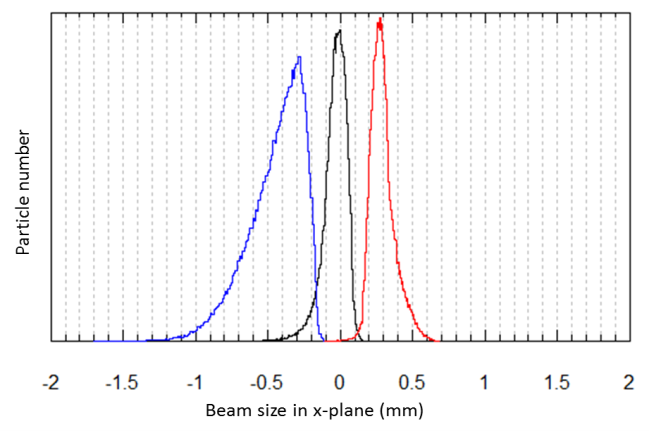 Particle number
-2 -1.5 -1 -0.5 0 0.5 1 1.5 2
Beam size in x-plane (mm)